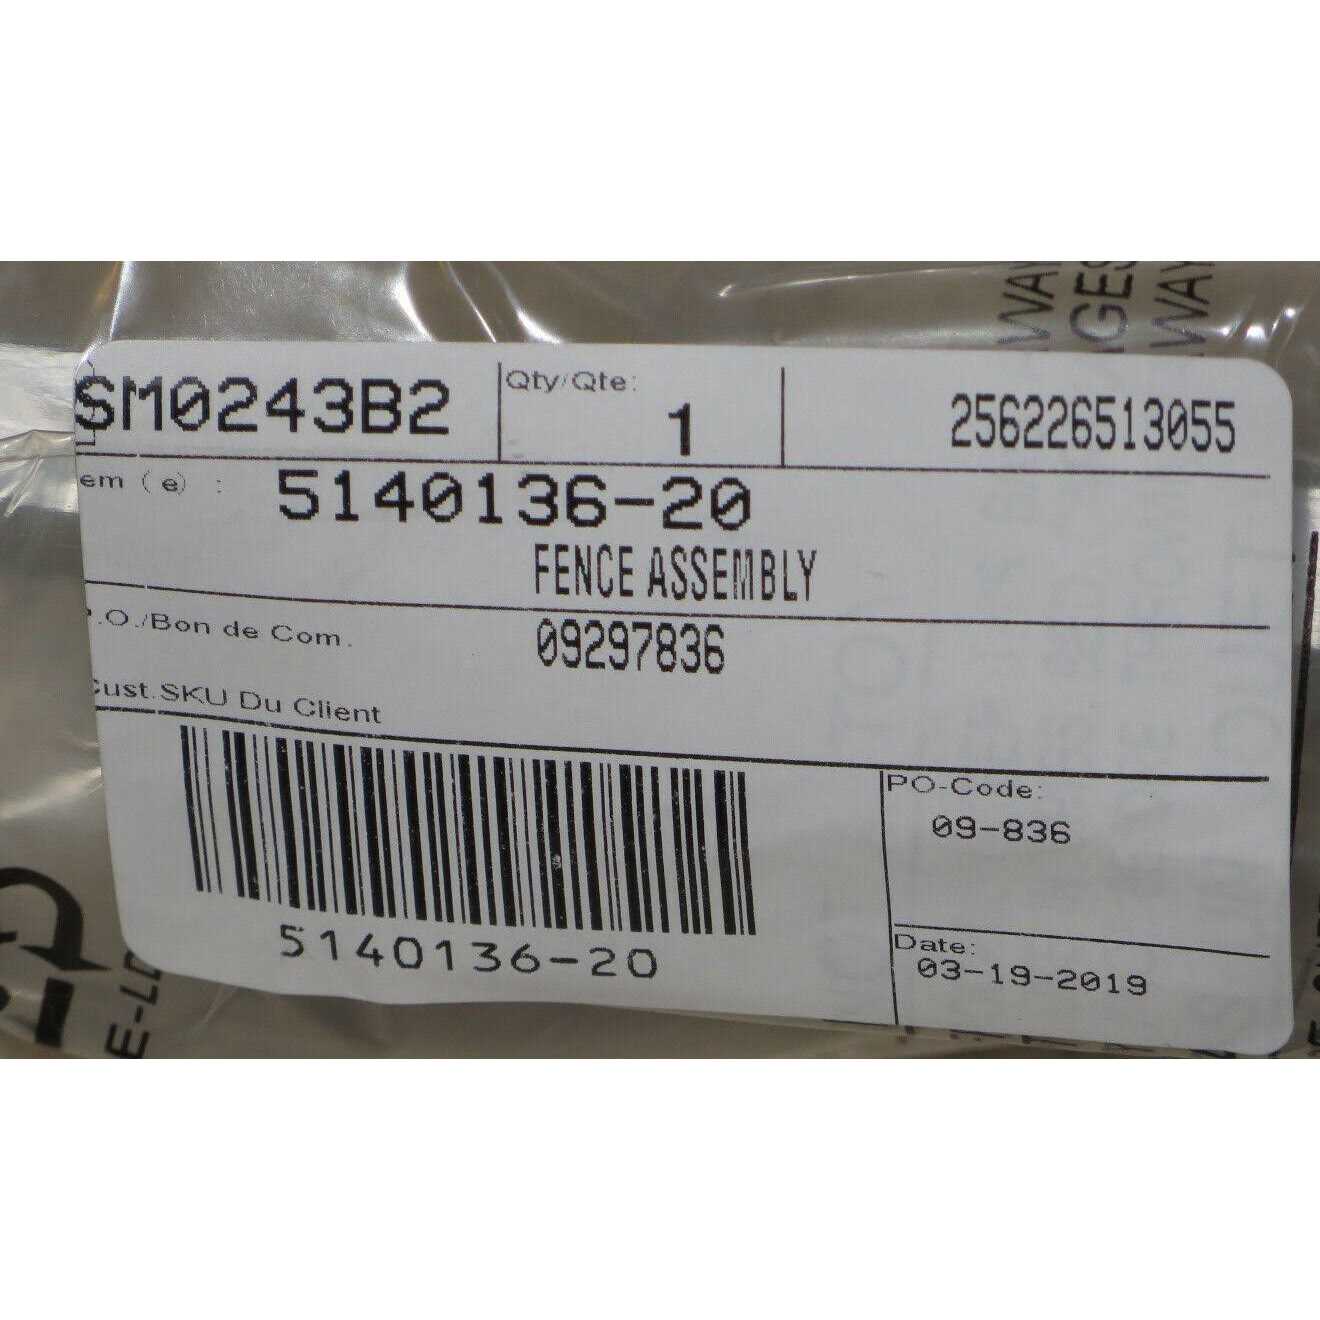 SM0243B2
Qty/Qte:
1
256226513055
em (e) :
5140136-20
FENCE ASSEMBLY
.O./Bon de Com.
09297836
ust.SKU Du Client
5140136-20
PO-Code:
09-836
Date:
03-19-2019